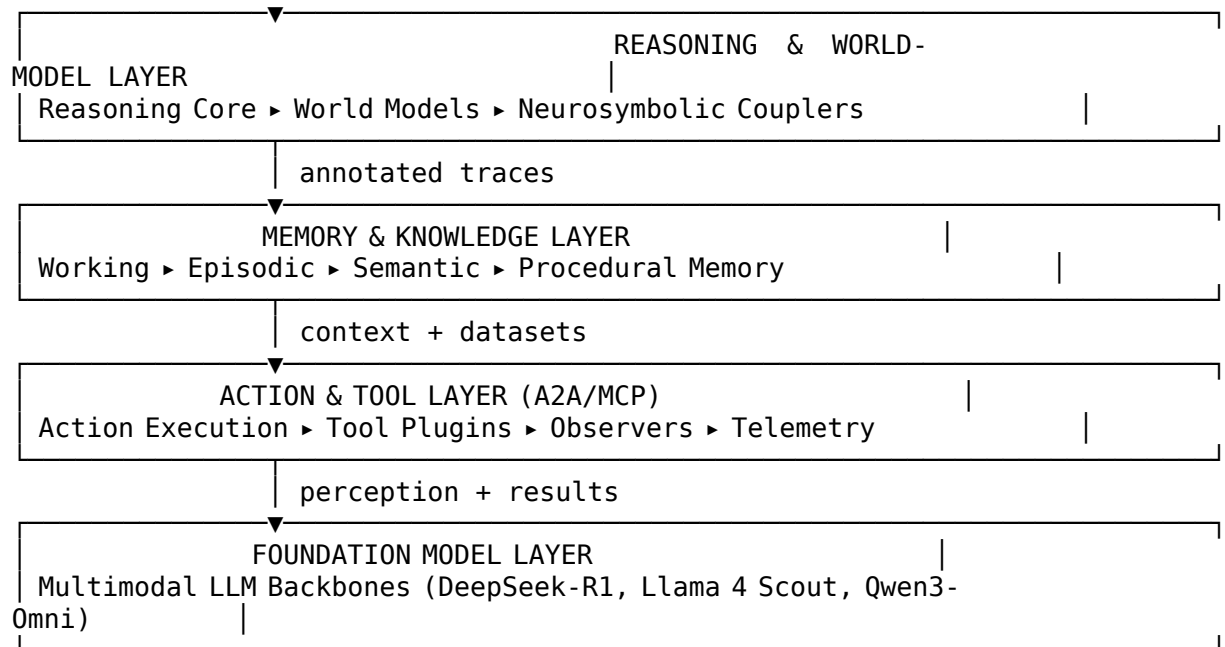 REASONING & WORLD-
MODEL LAYER
Reasoning Core ▸ World Models ▸ Neurosymbolic Couplers
annotated traces
MEMORY & KNOWLEDGE LAYER
Working ▸ Episodic ▸ Semantic ▸ Procedural Memory
context + datasets
ACTION & TOOL LAYER (A2A/MCP)
Action Execution ▸ Tool Plugins ▸ Observers ▸ Telemetry
perception + results
FOUNDATION MODEL LAYER
Multimodal LLM Backbones (DeepSeek-R1, Llama 4 Scout, Qwen3-
Omni)